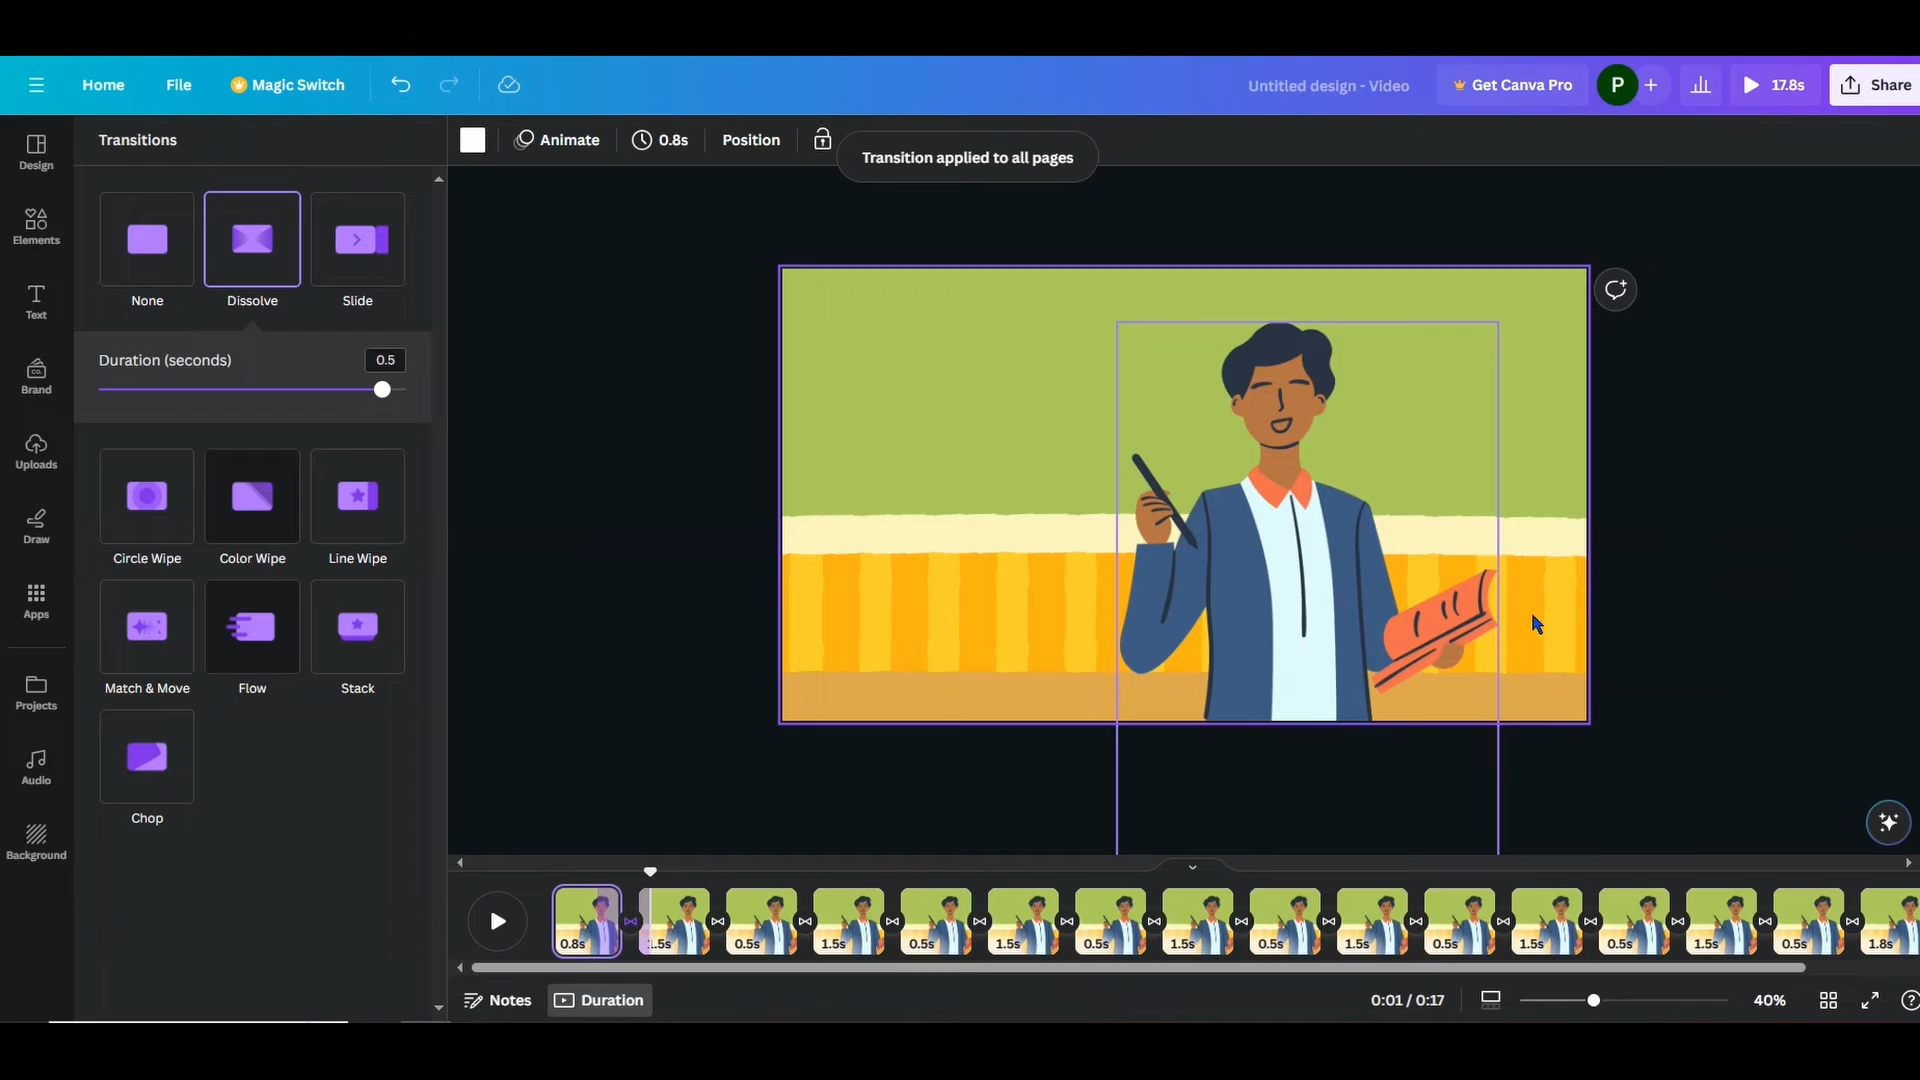 Home File Magic Switch Untitled design - Video Get Canva Pro P 17.8s Share
Transitions
Animate 0.8s Position
Transition applied to all pages
Design
Elements
Text
Brand
Uploads
Draw
Apps
Projects
Audio
Background
None Dissolve Slide
Duration (seconds) 0.5
Circle Wipe Color Wipe Line Wipe
Match & Move Flow Stack
Chop
0.8s 1.5s 0.5s 1.5s 0.5s 1.5s 0.5s 1.5s 0.5s 1.5s 0.5s 1.5s 0.5s 1.5s 0.5s 1.8s
Notes Duration 0:01 / 0:17 40%